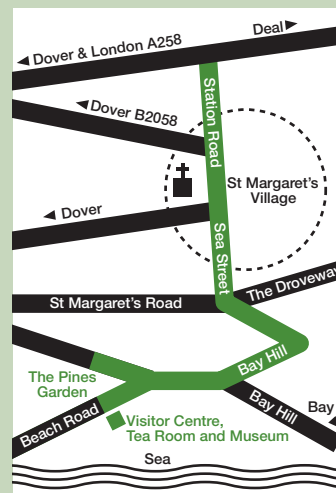 Dover & London A258
Deal
Station Road
Dover B2058
St Margaret's
Village
Dover
Sea Street
The Droveway
St Margaret's Road
Bay Hill
The Pines
Garden
Bay Hill
Bay
Beach Road
Visitor Centre,
Tea Room and Museum
Sea